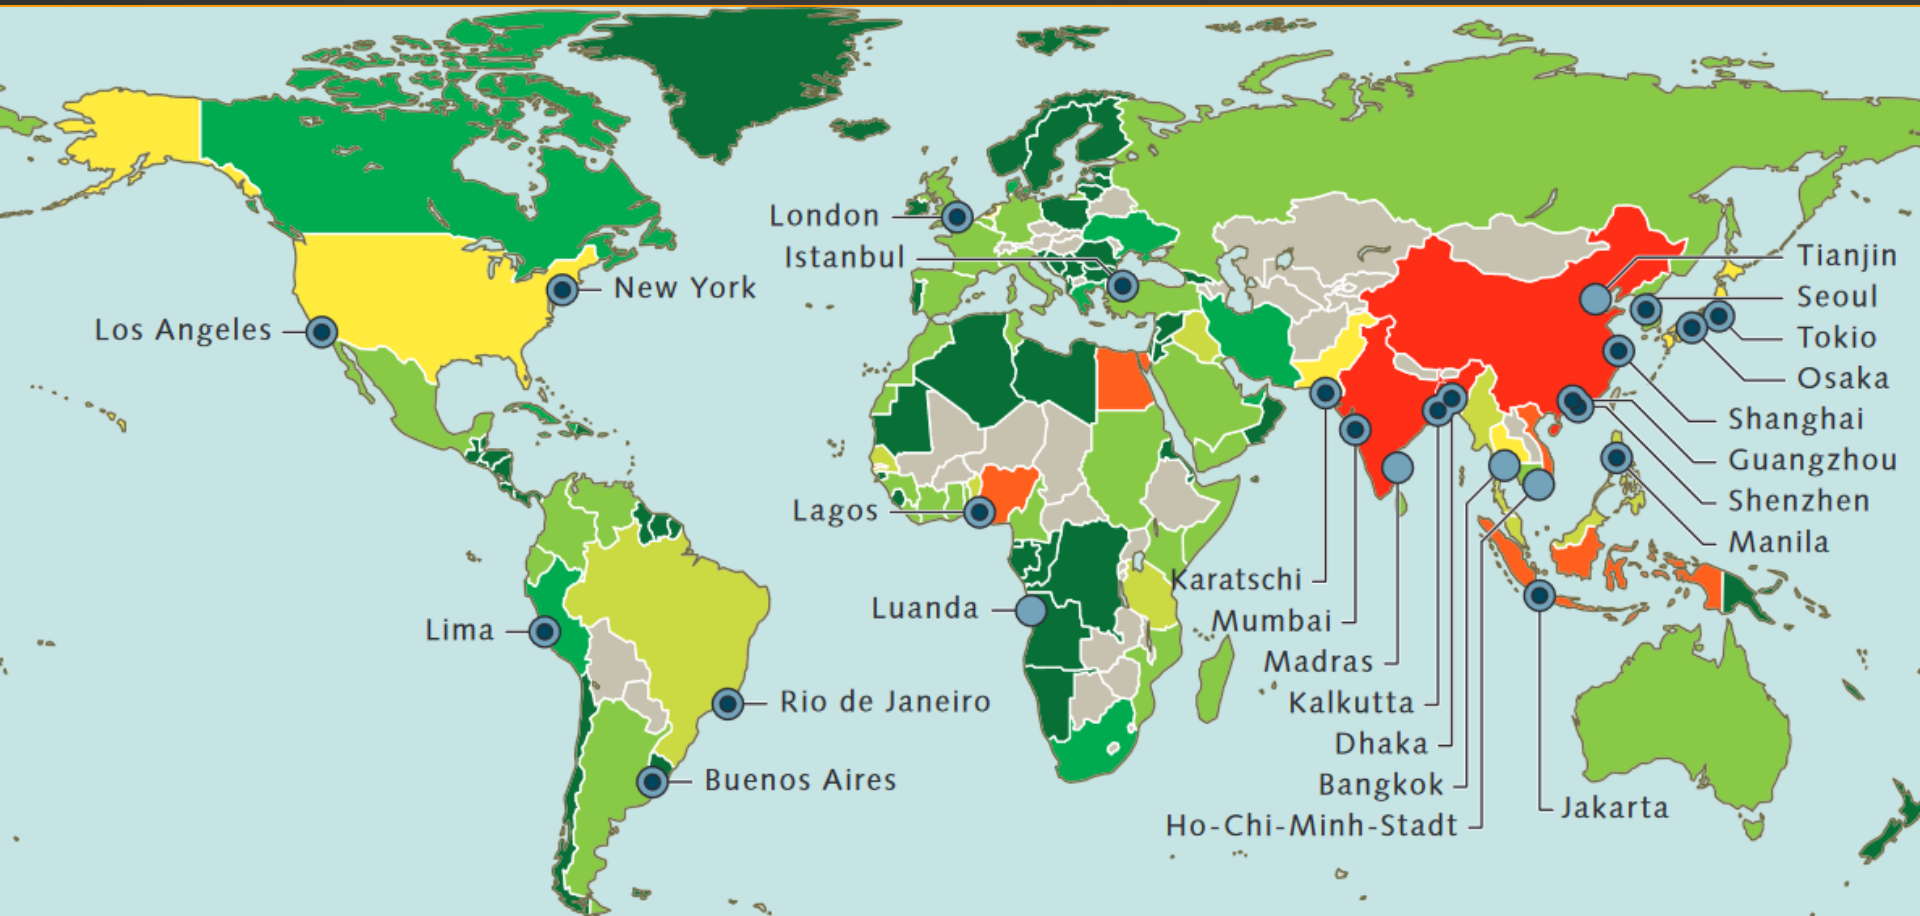 London
Istanbul
New York
Los Angeles
Lagos
Luanda
Lima
Rio de Janeiro
Buenos Aires
Tianjin
Seoul
Tokio
Osaka
Shanghai
Guangzhou
Shenzhen
Manila
Karatschi
Mumbai
Madras
Kalkutta
Dhaka
Bangkok
Ho-Chi-Minh-Stadt
Jakarta